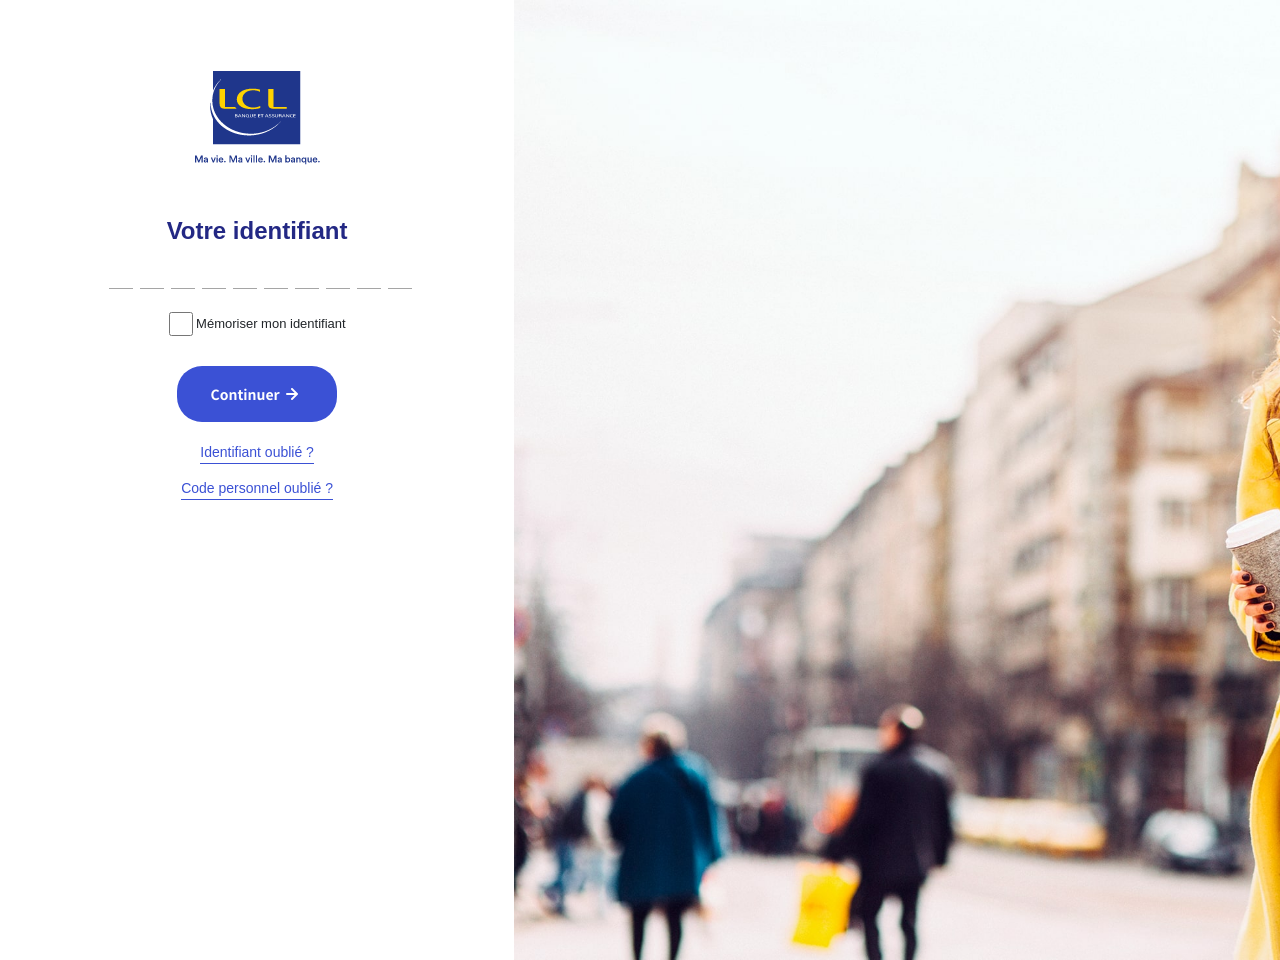 LCL
BANQUE ET ASSURANCE
Ma vie. Ma ville. Ma banque.
Votre identifiant
Mémoriser mon identifiant
Continuer
Identifiant oublié ?
Code personnel oublié ?